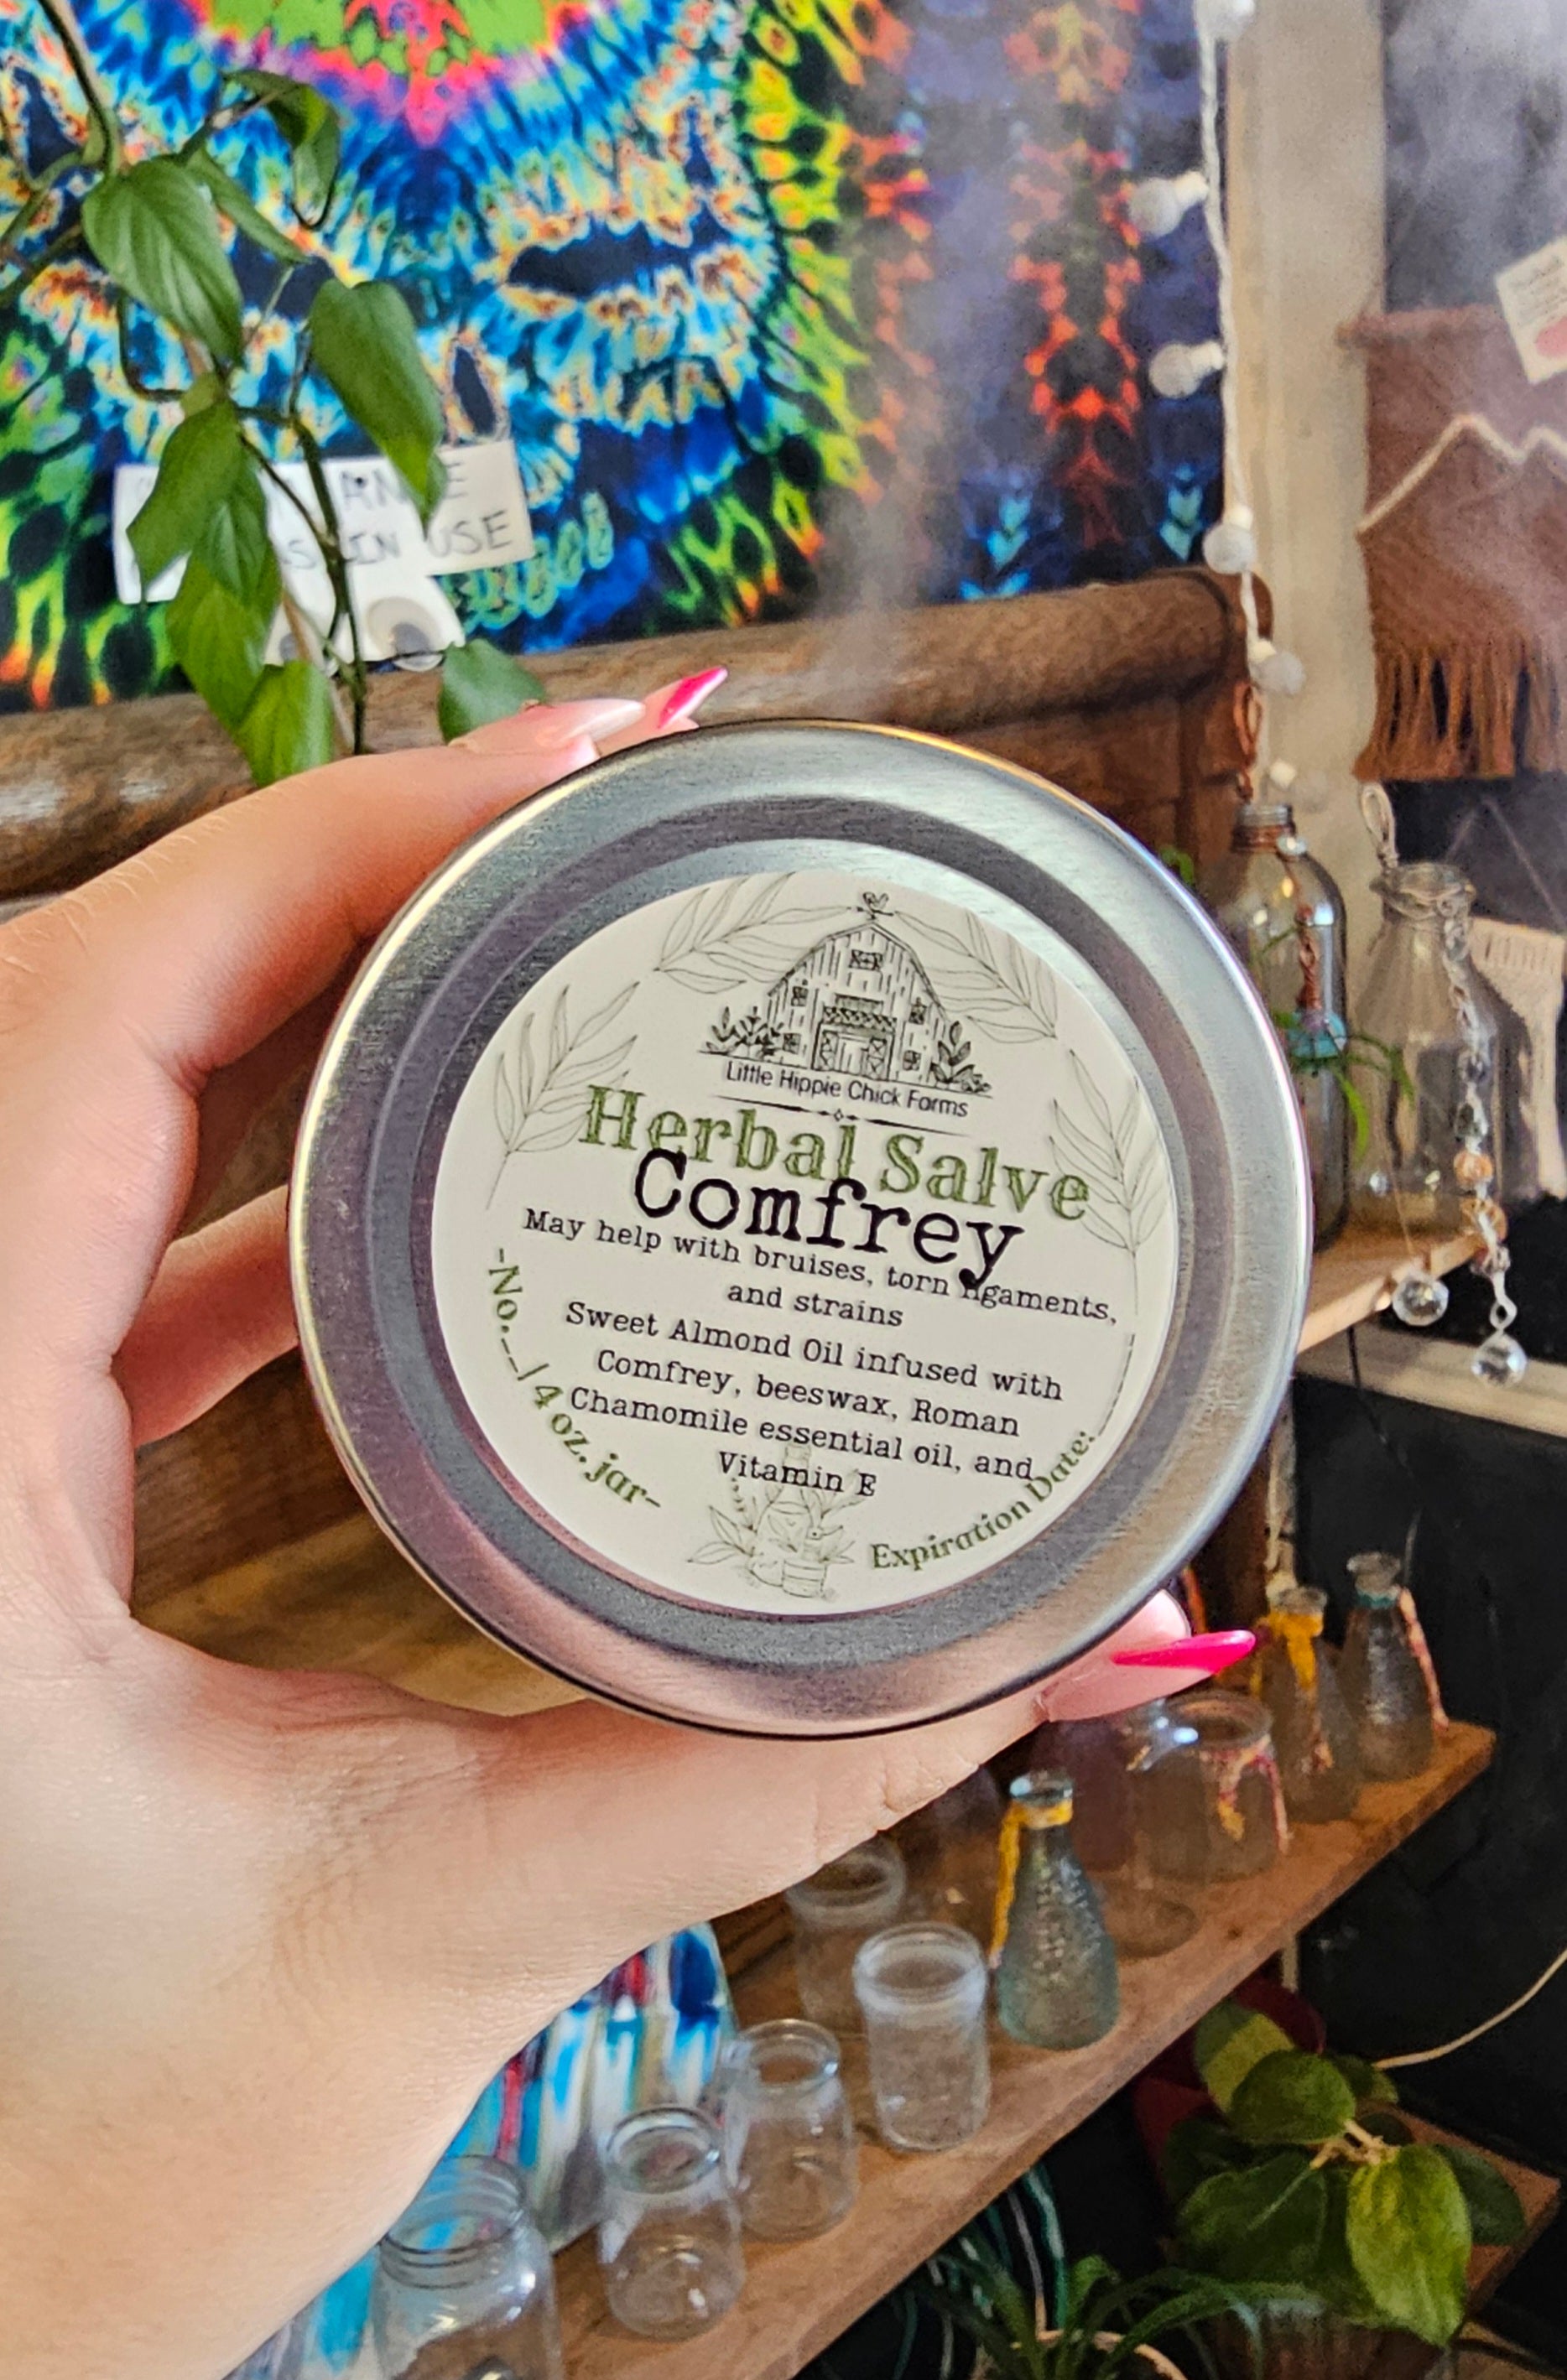 IN USE
Little Hippie Chick Farms
Herbal Salve
Comfrey
May help with bruises, torn ligaments,
and strains
Sweet Almond Oil infused with
Comfrey, beeswax, Roman
Chamomile essential oil, and
Vitamin E
-No.__/4 oz. jar-
Expiration Date: